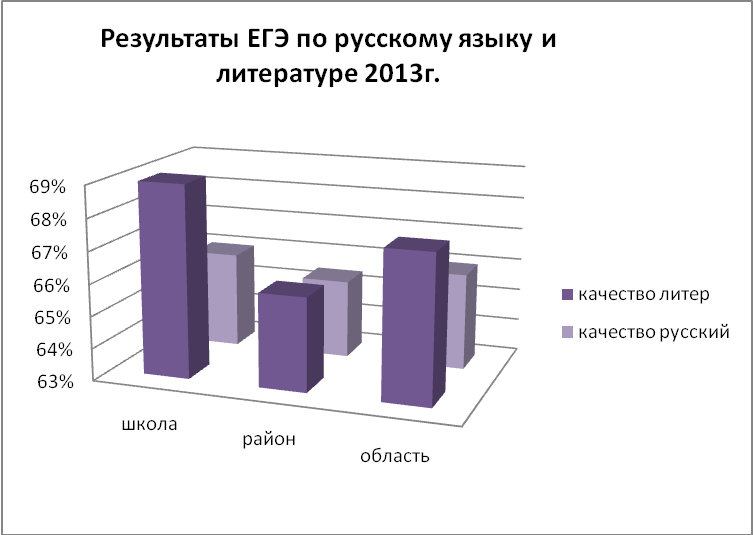 Результаты ЕГЭ по русскому языку и
литературе 2013г.
69%
68%
67%
66%
65%
64%
63%
школа
район
область
качество литер
качество русский